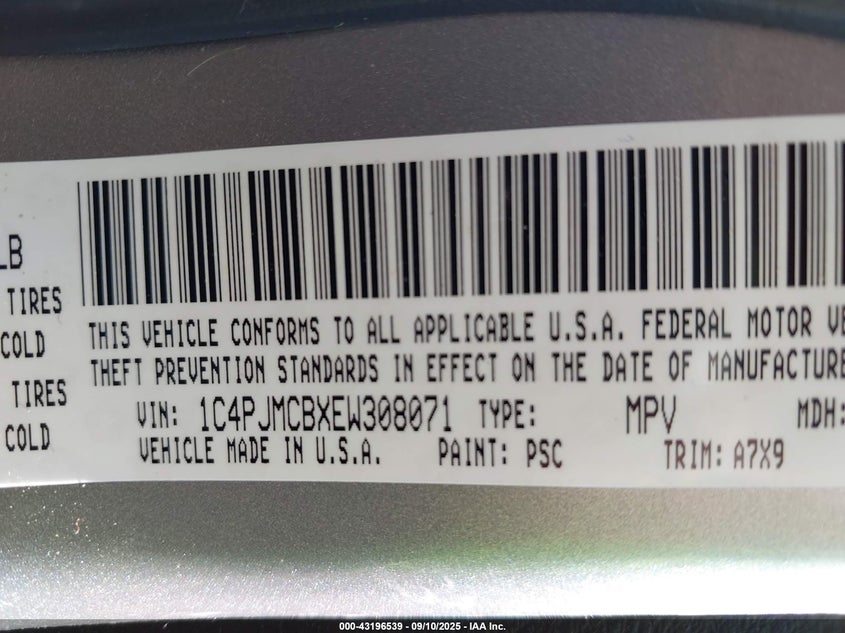 LB
TIRES
COLD
TIRES
COLD
THIS VEHICLE CONFORMS TO ALL APPLICABLE U.S.A. FEDERAL MOTOR
THEFT PREVENTION STANDARDS IN EFFECT ON THE DATE OF MANUFACTURE
VIN: 1C4PJMCBXEW308071 TYPE: MPV MDH:
VEHICLE MADE IN U.S.A. PAINT: PSC TRIM: A7X9
000-43196539 - 09/10/2025 - IAA Inc.